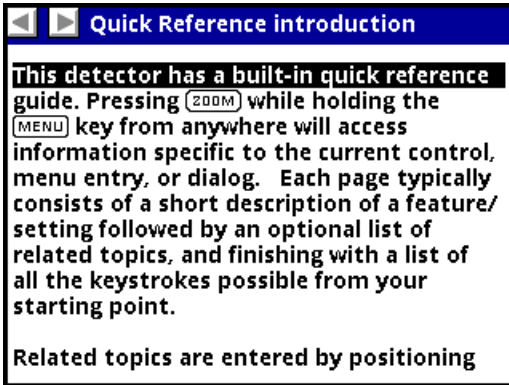 Quick Reference introduction
This detector has a built-in quick reference
guide. Pressing ZOOM while holding the
MENU key from anywhere will access
information specific to the current control,
menu entry, or dialog. Each page typically
consists of a short description of a feature/
setting followed by an optional list of
related topics, and finishing with a list of
all the keystrokes possible from your
starting point.
Related topics are entered by positioning